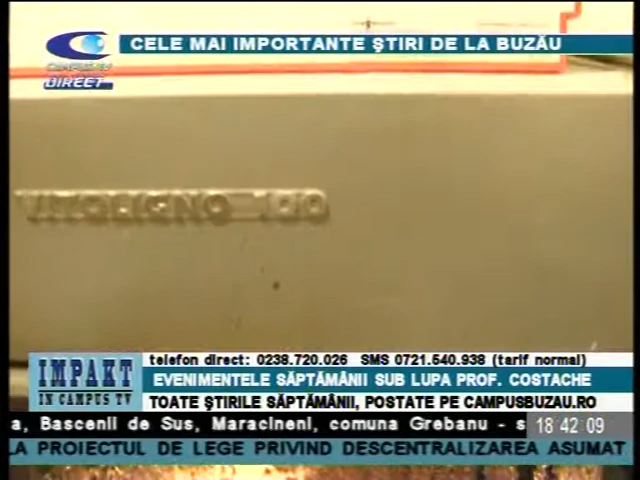 CELE MAI IMPORTANTE ŞTIRI DE LA BUZĂU
CAMPUS TV
DIRECT
VITOLIGNO 100
telefon direct: 0238.720.026 SMS 0721.540.938 (tarif normal)
IMPAKT
IN CAMPUS TV
EVENIMENTELE SĂPTĂMÂNII SUB LUPA PROF. COSTACHE
TOATE ŞTIRILE SĂPTĂMÂNII, POSTATE PE CAMPUSBUZAU.RO
a, Bascenii de Sus, Maracineni, comuna Grebanu - s
18:42:09
LA PROIECTUL DE LEGE PRIVIND DESCENTRALIZAREA ASUMAT